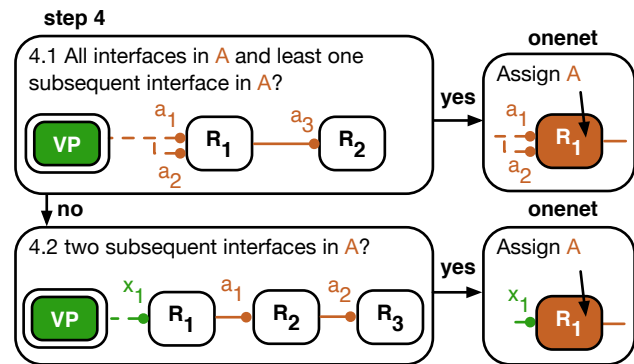 step 4
4.1 All interfaces in A and least one
subsequent interface in A?
VP
a1
a2
R1
a3
R2
yes
onenet
Assign A
a1
a2
R1
no
4.2 two subsequent interfaces in A?
VP
x1
R1
a1
R2
a2
R3
yes
onenet
Assign A
x1
R1